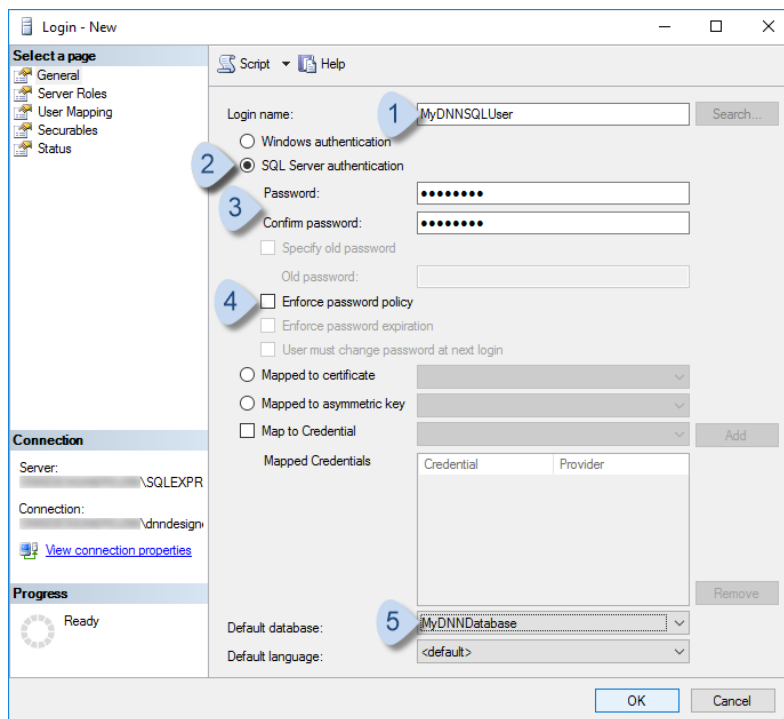 Login - New
Select a page
General
Server Roles
User Mapping
Securables
Status
Script
Help
Login name:
1
MyDNNSQLUser
Search...
Windows authentication
2
SQL Server authentication
Password:
●●●●●●●●
3
Confirm password:
●●●●●●●●
Specify old password
Old password:
4
Enforce password policy
Enforce password expiration
User must change password at next login
Mapped to certificate
Mapped to asymmetric key
Map to Credential
Add
Mapped Credentials
Credential
Provider
Remove
Default database:
5
MyDNNDatabase
Default language:
<default>
Connection
Server:
\SQLEXPR
Connection:
\dnndesign
View connection properties
Progress
Ready
OK
Cancel